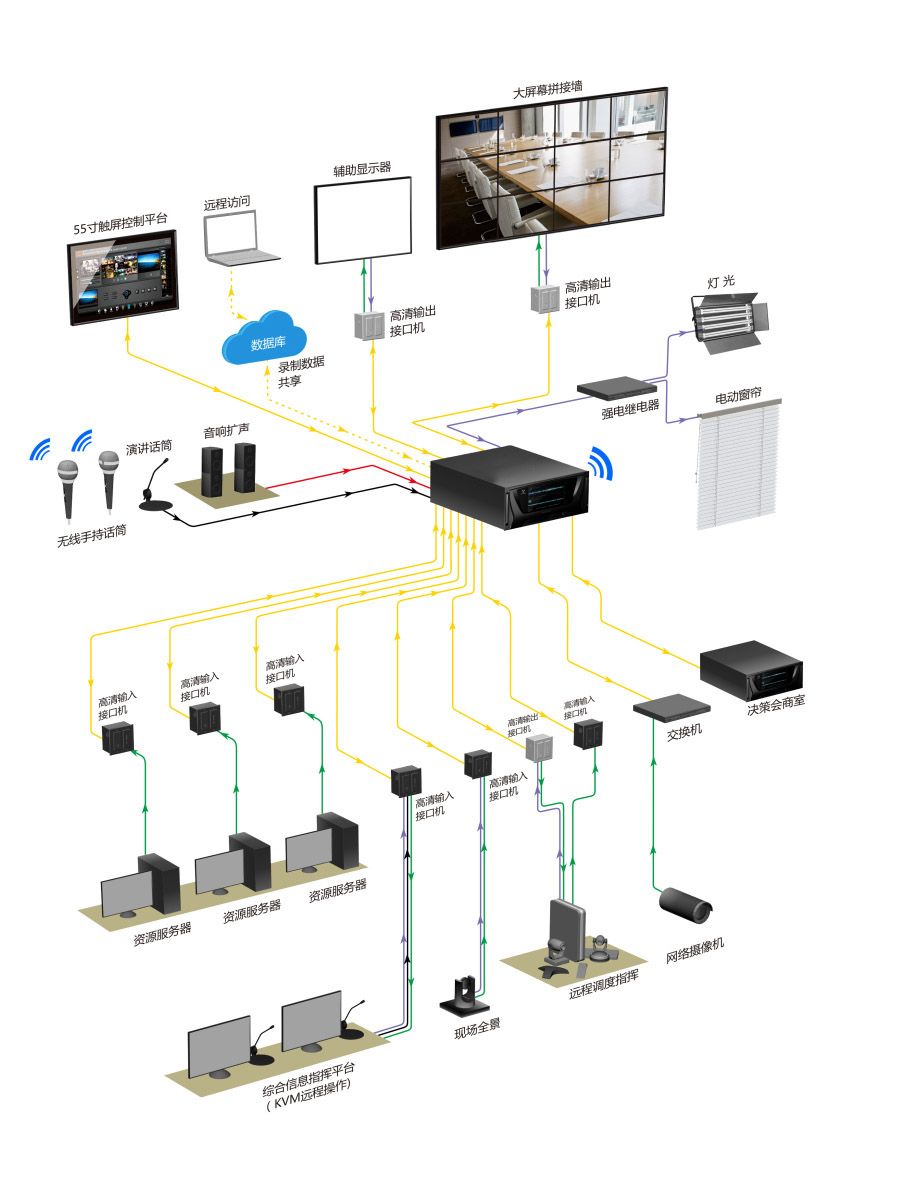 大屏幕拼接墙
辅助显示器
远程访问
55寸触屏控制平台
高清输出
接口机
高清输出
接口机
灯 光
数据库
录制数据
共享
强电继电器
电动窗帘
音响扩声
演讲话筒
无线手持话筒
高清输入
接口机
高清输入
接口机
高清输入
接口机
决策会商室
交换机
高清输出
接口机
高清输入
接口机
高清输入
接口机
高清输入
接口机
资源服务器
资源服务器
资源服务器
网络摄像机
远程调度指挥
现场全景
综合信息指挥平台
（KVM远程操作）